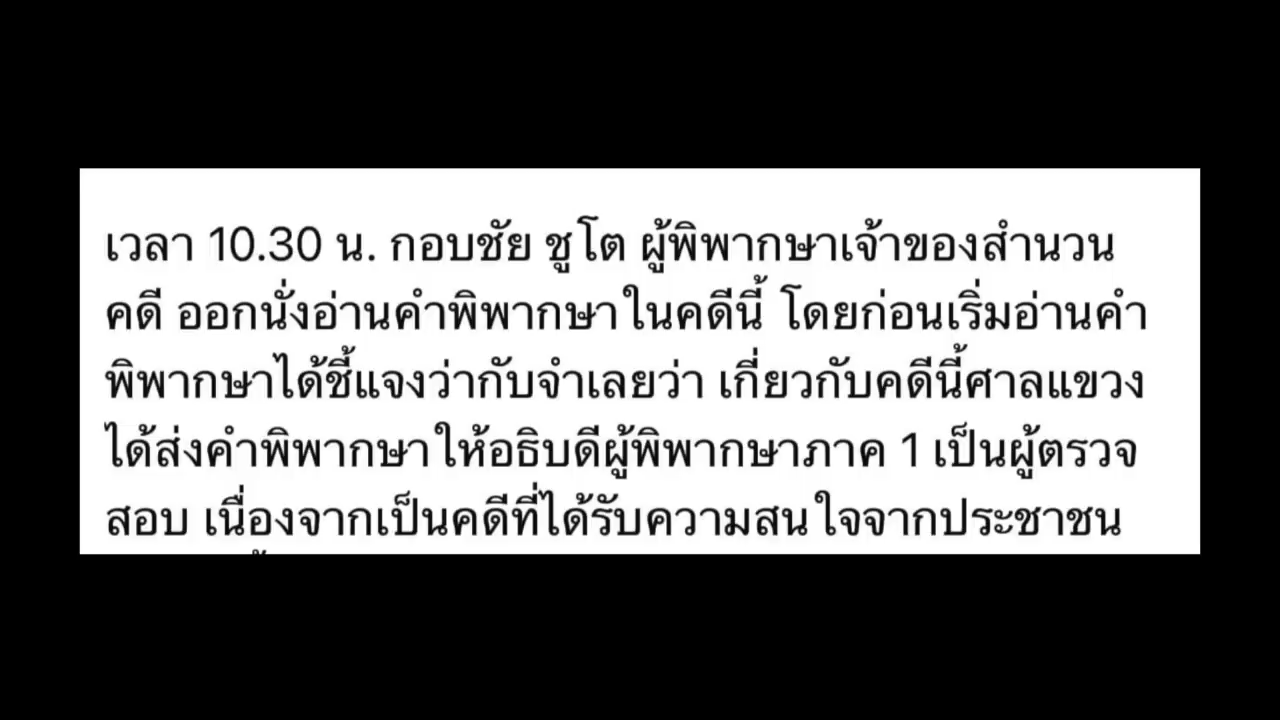 เวลา 10.30 น. กอบชัย ชูโต ผู้พิพากษาเจ้าของสำนวน
คดี ออกนั่งอ่านคำพิพากษาในคดีนี้ โดยก่อนเริ่มอ่านคำ
พิพากษาได้ชี้แจงว่ากับจำเลยว่า เกี่ยวกับคดีนี้ศาลแขวง
ได้ส่งคำพิพากษาให้อธิบดีผู้พิพากษาภาค 1 เป็นผู้ตรวจ
สอบ เนื่องจากเป็นคดีที่ได้รับความสนใจจากประชาชน